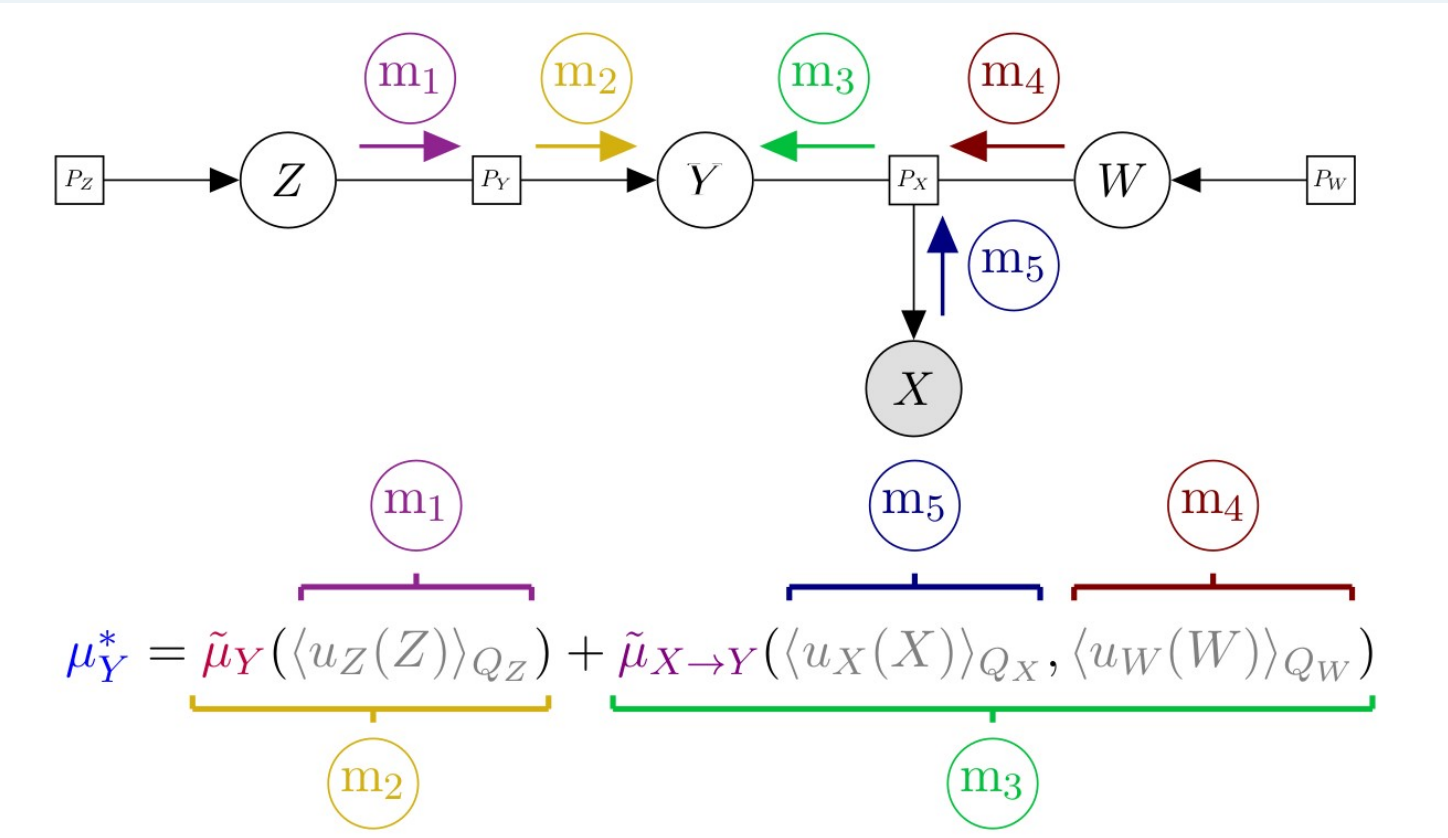 m₁ m₂ m₃ m₄
P_Z Z P_Y Y P_X W P_W
m₅
X
m₁ m₅ m₄
μ*_Y = μ̃_Y(⟨u_Z(Z)⟩_{Q_Z}) + μ̃_{X→Y}(⟨u_X(X)⟩_{Q_X}, ⟨u_W(W)⟩_{Q_W})
m₂ m₃